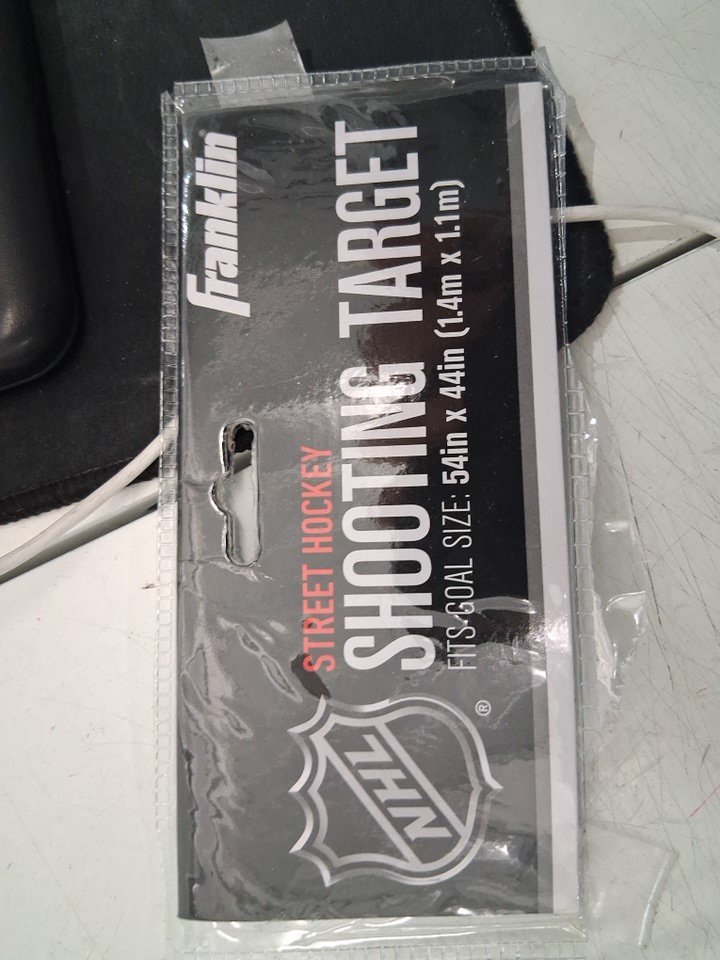 franklin
STREET HOCKEY
SHOOTING TARGET
FITS GOAL SIZE: 54in x 44in (1.4m x 1.1m)
NHL ®